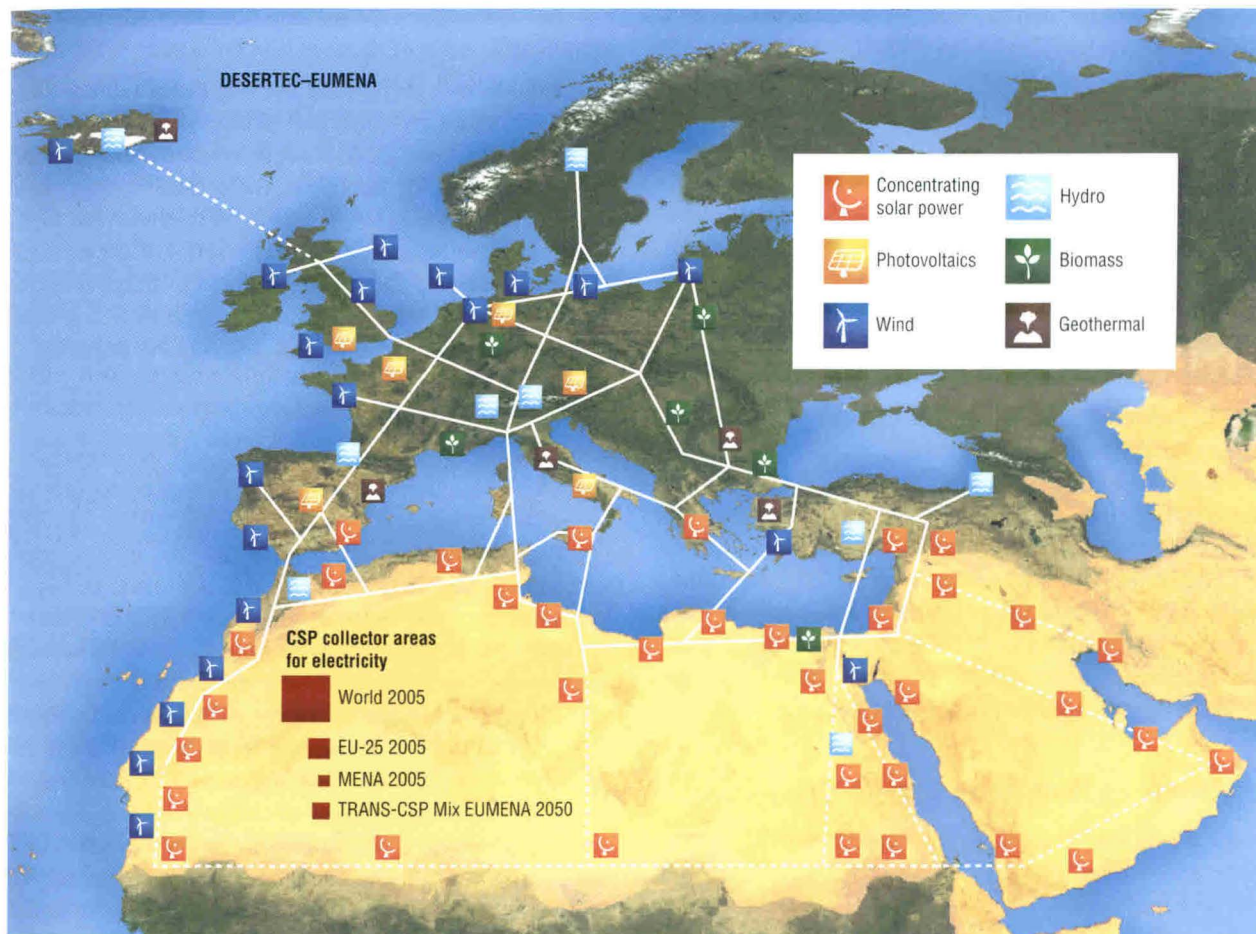 DESERTEC–EUMENA
Concentrating
solar power
Hydro
Photovoltaics
Biomass
Wind
Geothermal
CSP collector areas
for electricity
World 2005
EU-25 2005
MENA 2005
TRANS-CSP Mix EUMENA 2050